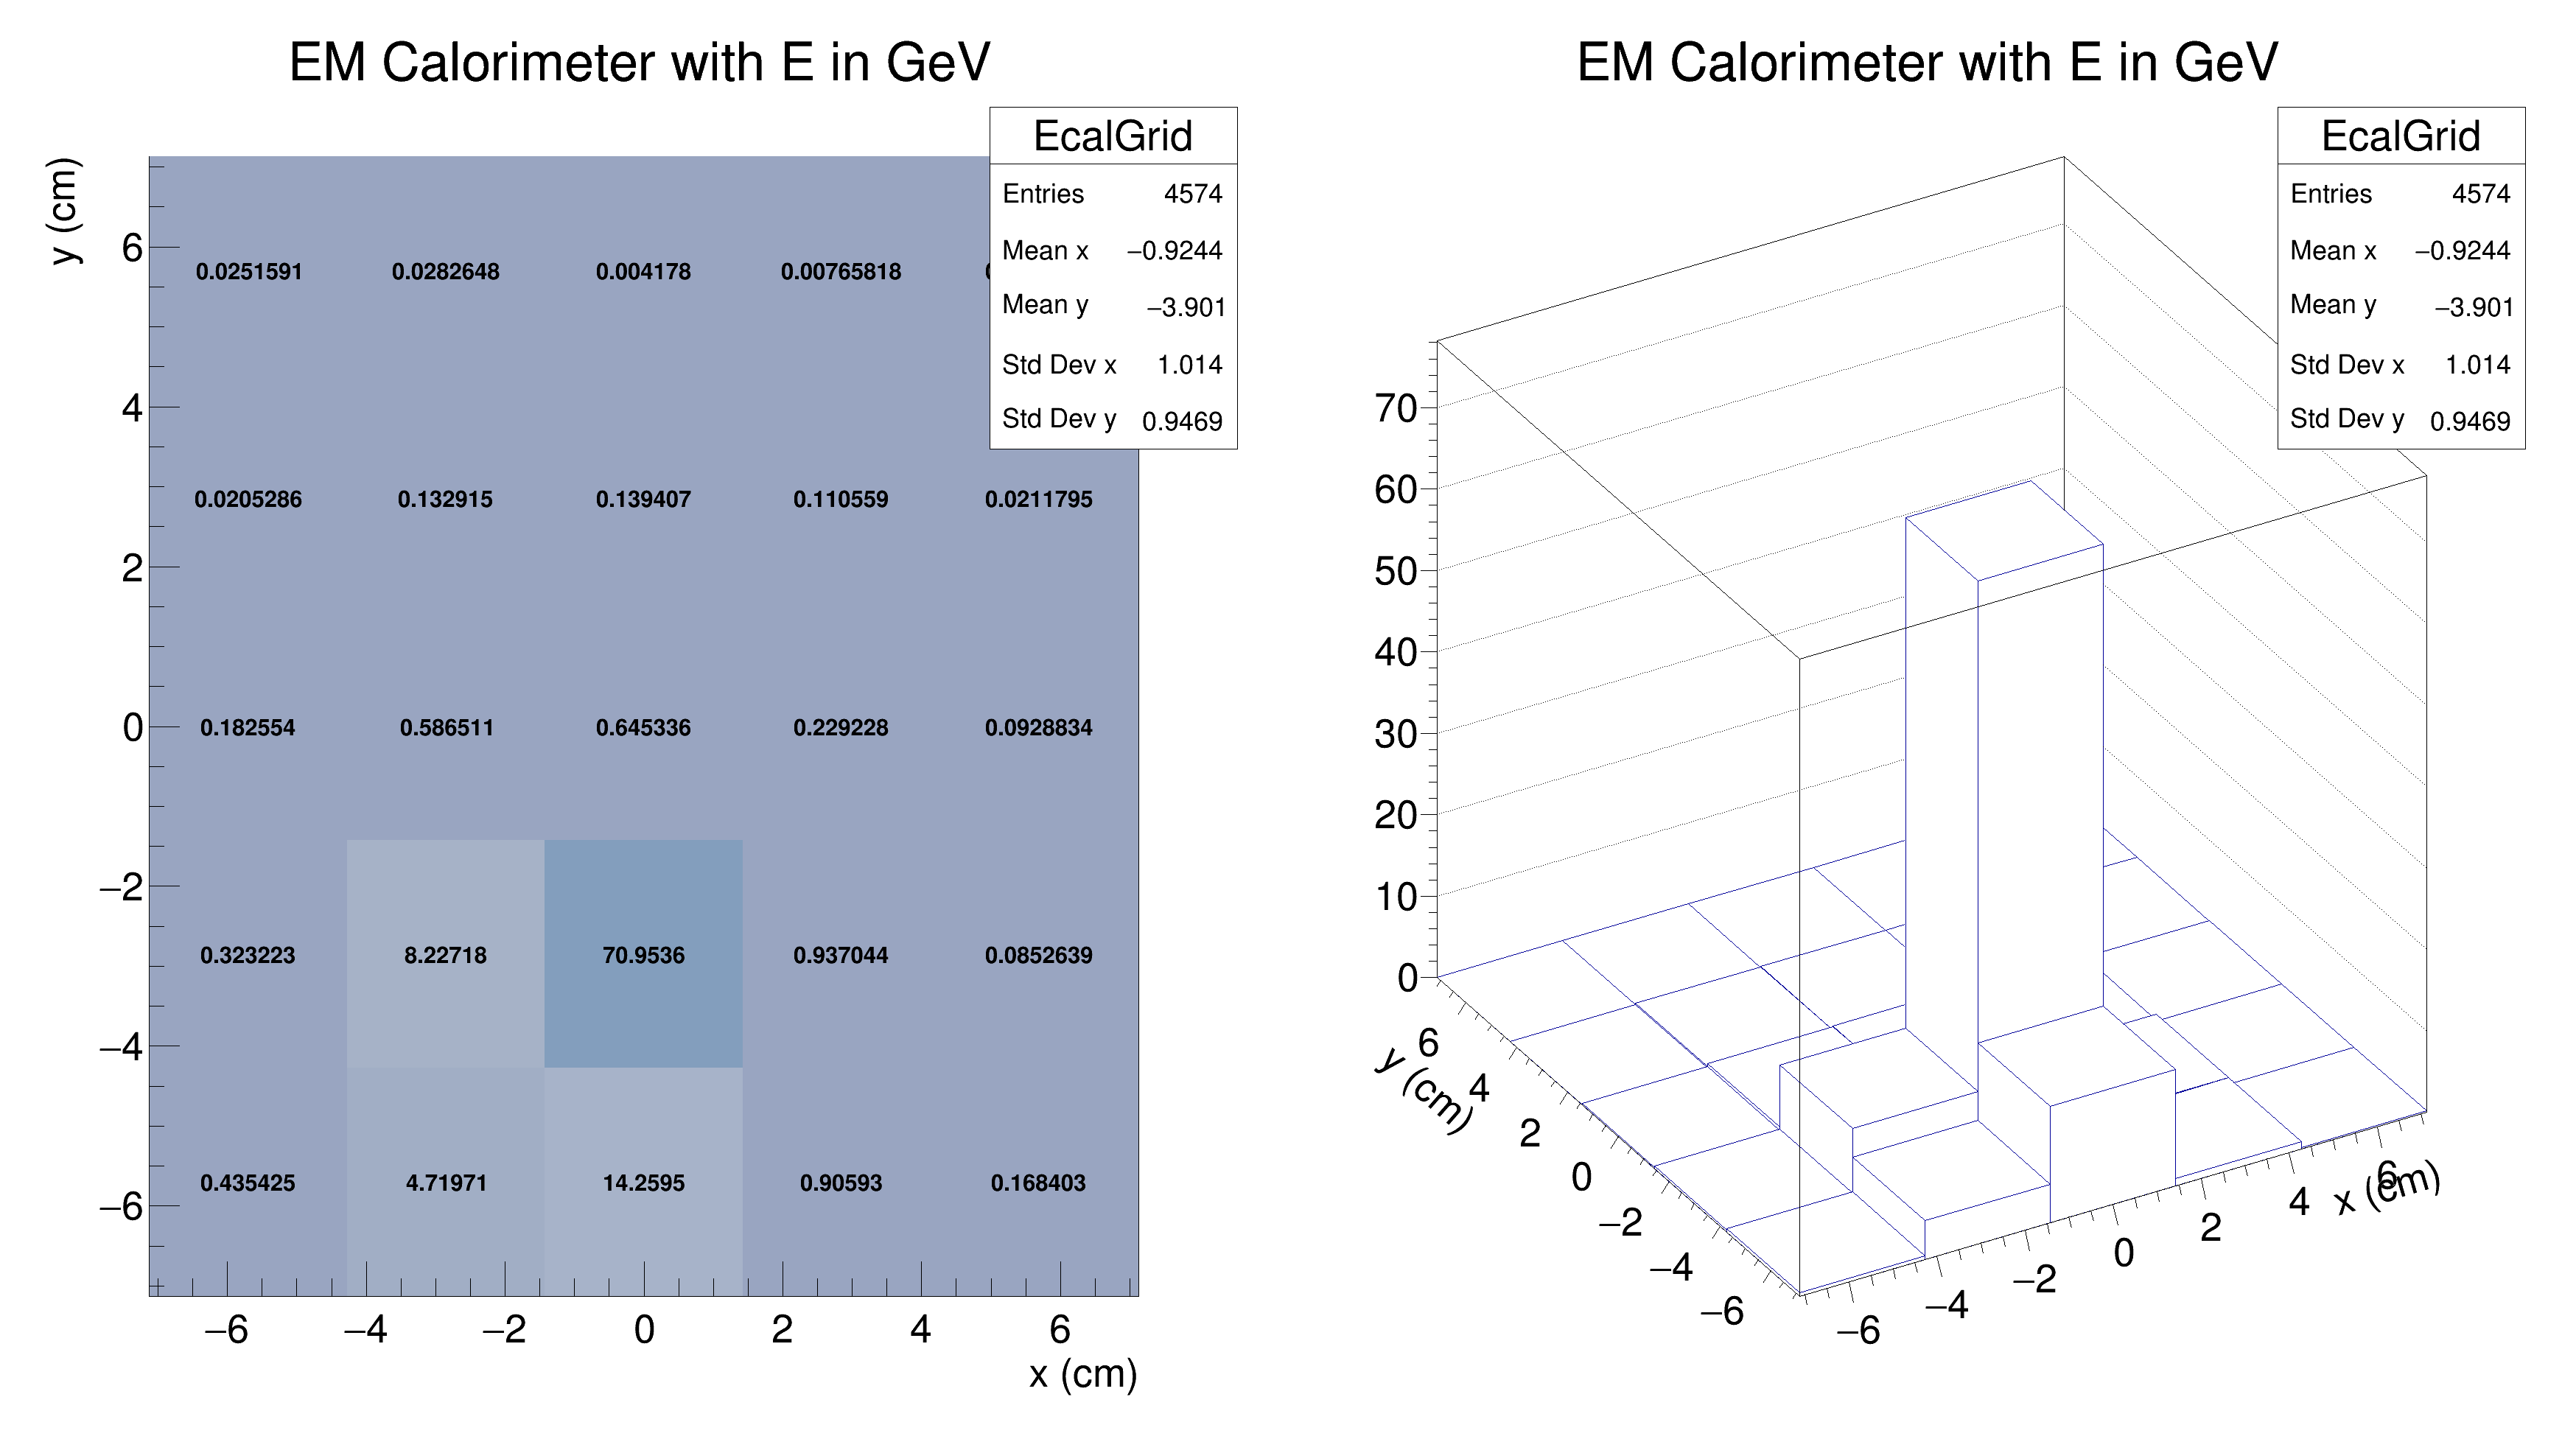 EM Calorimeter with E in GeV
EcalGrid
Entries 4574
Mean x −0.9244
Mean y −3.901
Std Dev x 1.014
Std Dev y 0.9469
y (cm)
6
4
2
0
−2
−4
−6
0.0251591 0.0282648 0.004178 0.00765818
0.0205286 0.132915 0.139407 0.110559 0.0211795
0.182554 0.586511 0.645336 0.229228 0.0928834
0.323223 8.22718 70.9536 0.937044 0.0852639
0.435425 4.71971 14.2595 0.90593 0.168403
−6 −4 −2 0 2 4 6
x (cm)
EM Calorimeter with E in GeV
EcalGrid
Entries 4574
Mean x −0.9244
Mean y −3.901
Std Dev x 1.014
Std Dev y 0.9469
70
60
50
40
30
20
10
0
y (cm)
6
4
2
0
−2
−4
−6
−6
−4
−2
0
2
4
6
x (cm)